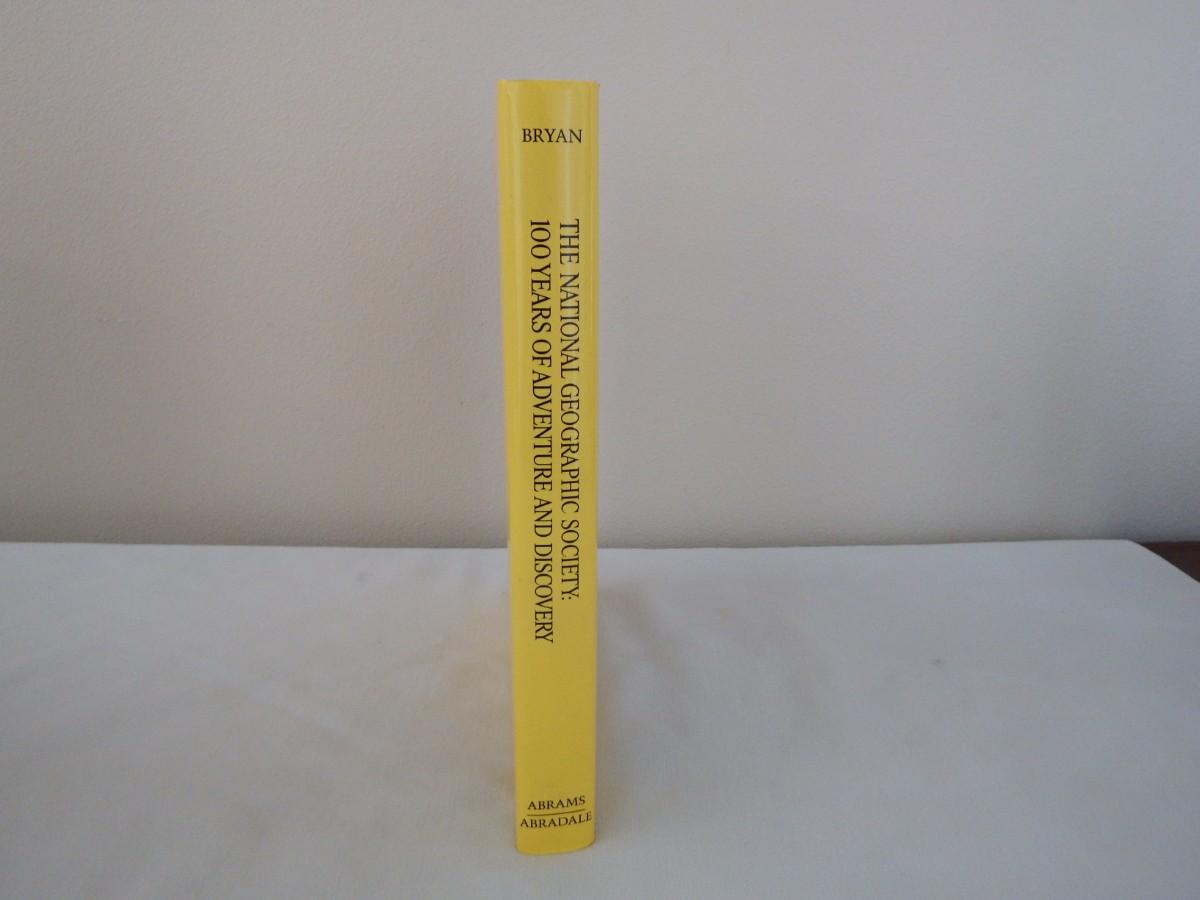 BRYAN
THE NATIONAL GEOGRAPHIC SOCIETY:
100 YEARS OF ADVENTURE AND DISCOVERY
ABRAMS
ABRADALE